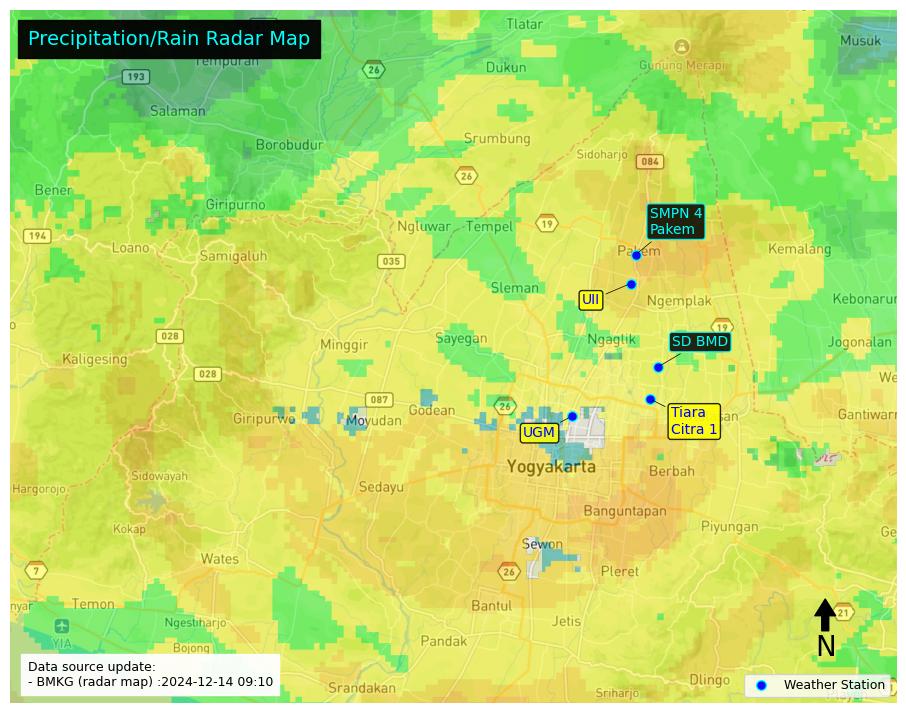 Precipitation/Rain Radar Map
Tlatar
Musuk
Tempuran
26
Dukun
Gunung Merapi
193
Salaman
Borobudur
Srumbung
Sidoharjo
084
26
Bener
Giripurno
SMPN 4
Pakem
194
Loano
Samigaluh
Ngluwar
Tempel
19
Pakem
Kemalang
035
Sleman
UII
Ngemplak
Kebonarum
028
Minggir
Sayegan
Ngaglik
19
SD BMD
Jogonalan
Kaligesing
028
087
Godean
26
Tiara
Citra 1
Gantiwarno
Giripurwo
Moyudan
UGM
Yogyakarta
Berbah
Sidowayah
Hargorojo
Sedayu
Banguntapan
Kokap
Piyungan
Wates
Sewon
7
26
Pleret
Temon
Bantul
21
Ngestiharjo
Jetis
YIA
Bojong
Pandak
N
Data source update:
- BMKG (radar map) :2024-12-14 09:10
Srandakan
Dlingo
Sriharjo
Weather Station